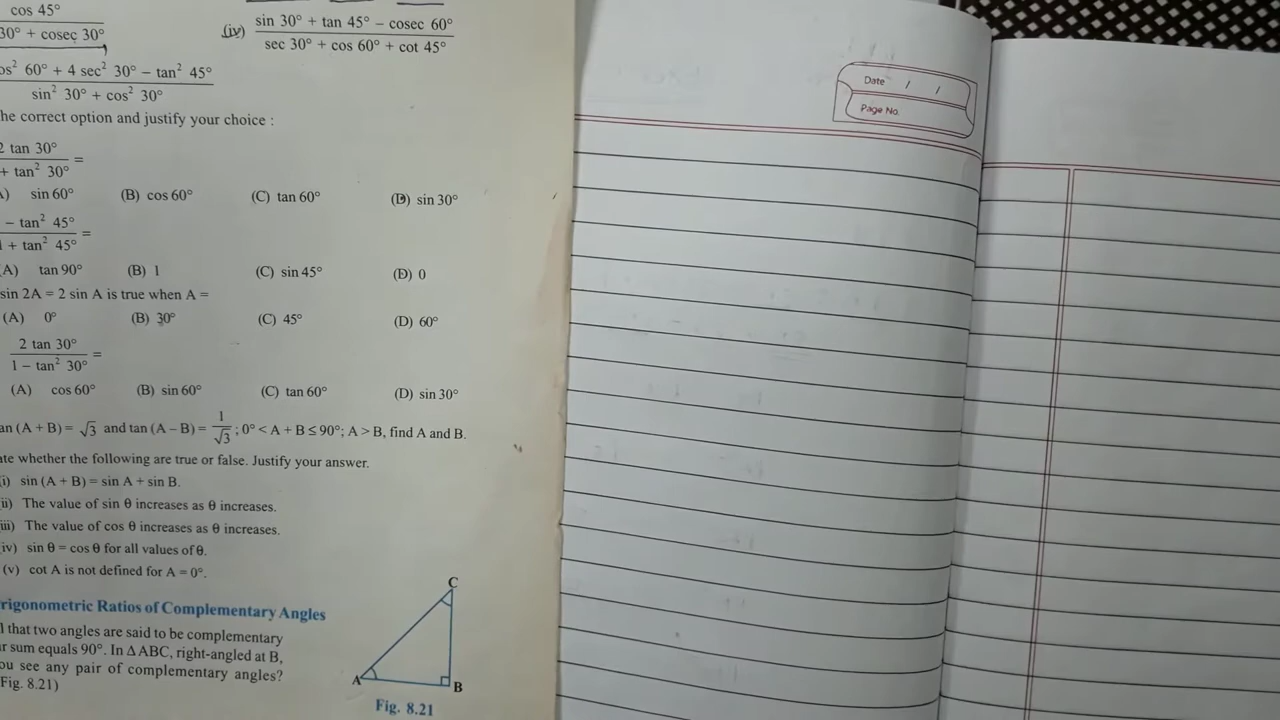 cos 45°
30° + cosec 30°
(iv) sin 30° + tan 45° − cosec 60°
sec 30° + cos 60° + cot 45°
os² 60° + 4 sec² 30° − tan² 45°
sin² 30° + cos² 30°
he correct option and justify your choice :
2 tan 30°
+ tan² 30° =
) sin 60° (B) cos 60° (C) tan 60° (D) sin 30°
− tan² 45°
+ tan² 45° =
(A) tan 90° (B) 1 (C) sin 45° (D) 0
sin 2A = 2 sin A is true when A =
(A) 0° (B) 30° (C) 45° (D) 60°
2 tan 30°
1 − tan² 30° =
(A) cos 60° (B) sin 60° (C) tan 60° (D) sin 30°
an (A + B) = √3 and tan (A − B) = 1/√3 ; 0° < A + B ≤ 90°; A > B, find A and B.
ate whether the following are true or false. Justify your answer.
i) sin (A + B) = sin A + sin B.
ii) The value of sin θ increases as θ increases.
iii) The value of cos θ increases as θ increases.
iv) sin θ = cos θ for all values of θ.
(v) cot A is not defined for A = 0°.
rigonometric Ratios of Complementary Angles
l that two angles are said to be complementary
r sum equals 90°. In Δ ABC, right-angled at B,
ou see any pair of complementary angles?
Fig. 8.21)
C
A
B
Fig. 8.21
Date / /
Page No.